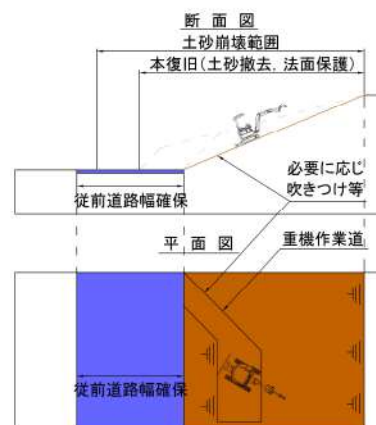 断面図
土砂崩壊範囲
本復旧(土砂撤去、法面保護)
必要に応じ
吹きつけ等
従前道路幅確保
平面図
重機作業道
従前道路幅確保